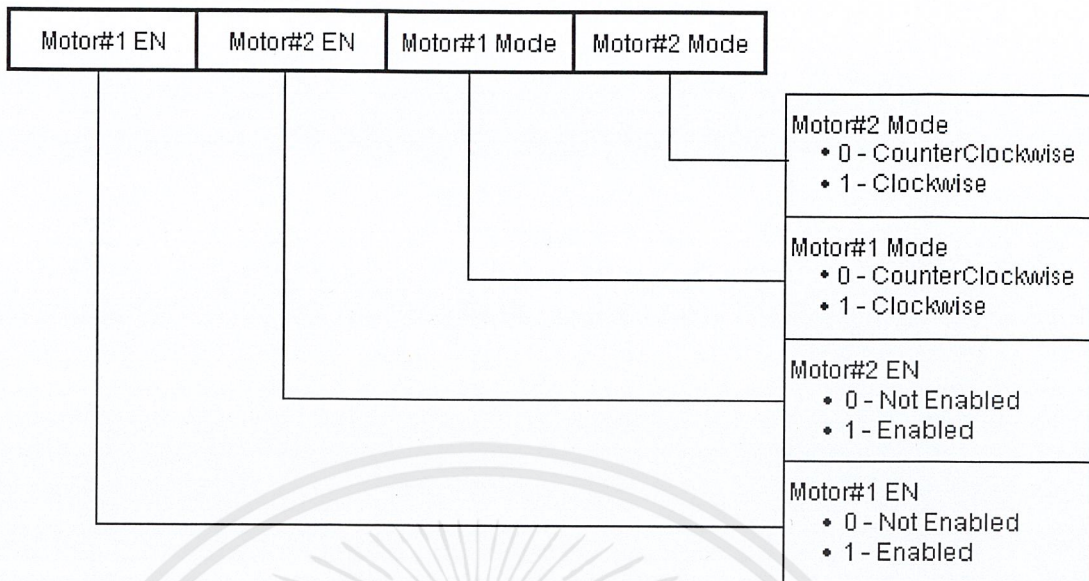 Motor#1 EN Motor#2 EN Motor#1 Mode Motor#2 Mode
Motor#2 Mode
• 0 - CounterClockwise
• 1 - Clockwise
Motor#1 Mode
• 0 - CounterClockwise
• 1 - Clockwise
Motor#2 EN
• 0 - Not Enabled
• 1 - Enabled
Motor#1 EN
• 0 - Not Enabled
• 1 - Enabled